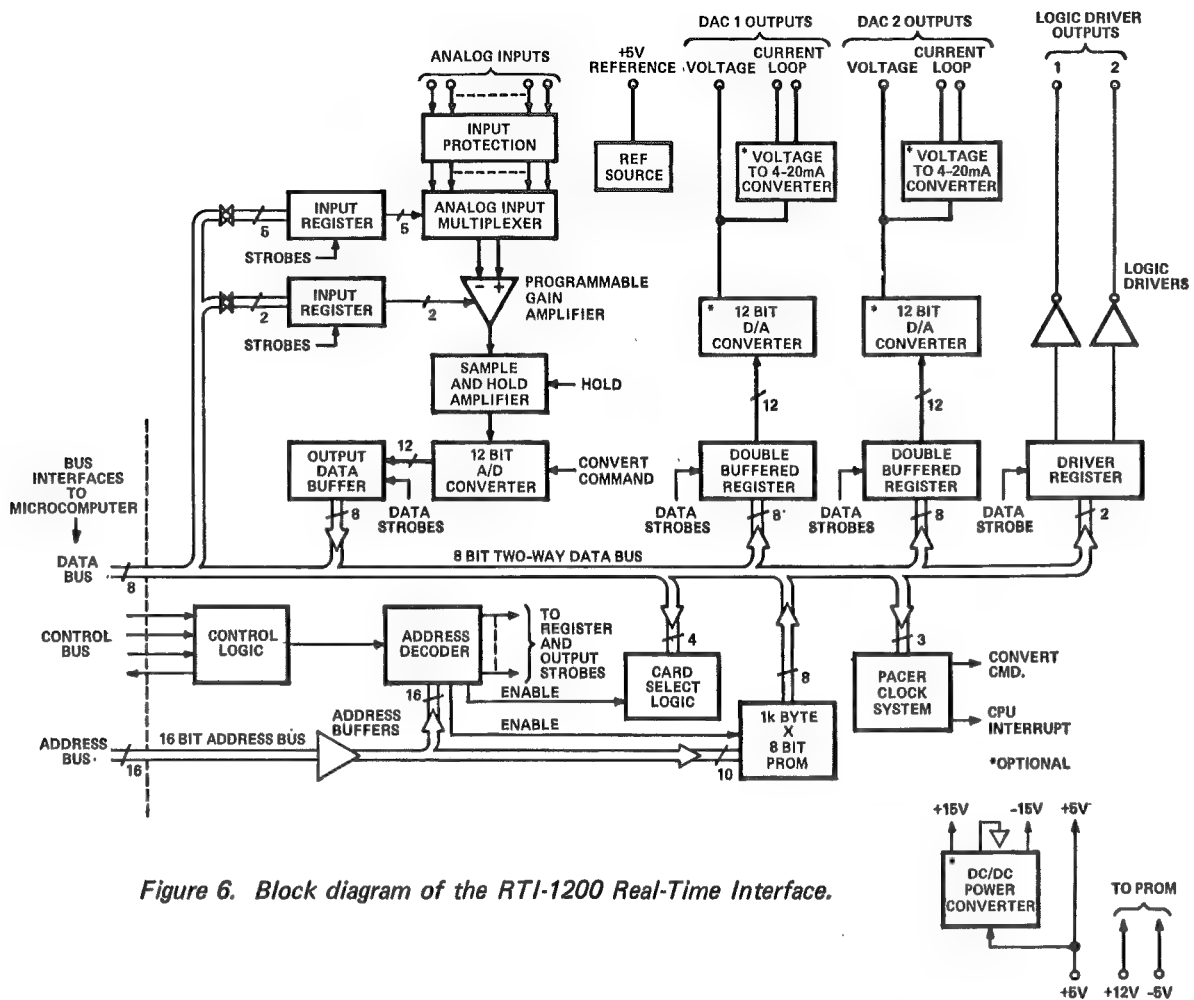 DAC 1 OUTPUTS
DAC 2 OUTPUTS
LOGIC DRIVER
OUTPUTS
ANALOG INPUTS
+5V
REFERENCE
VOLTAGE
CURRENT
LOOP
VOLTAGE
CURRENT
LOOP
1
2
INPUT
PROTECTION
REF
SOURCE
* VOLTAGE
TO 4-20mA
CONVERTER
* VOLTAGE
TO 4-20mA
CONVERTER
INPUT
REGISTER
5
5
STROBES
ANALOG INPUT
MULTIPLEXER
INPUT
REGISTER
2
2
STROBES
- +
PROGRAMMABLE
GAIN
AMPLIFIER
LOGIC
DRIVERS
* 12 BIT
D/A
CONVERTER
* 12 BIT
D/A
CONVERTER
SAMPLE
AND HOLD
AMPLIFIER
HOLD
12
12
BUS
INTERFACES
TO
MICROCOMPUTER
OUTPUT
DATA
BUFFER
12
12 BIT
A/D
CONVERTER
CONVERT
COMMAND
DATA
STROBES
8
DOUBLE
BUFFERED
REGISTER
DATA
STROBES
8
DOUBLE
BUFFERED
REGISTER
DATA
STROBES
8
DRIVER
REGISTER
DATA
STROBE
2
DATA
BUS
8
8 BIT TWO-WAY DATA BUS
CONTROL
BUS
CONTROL
LOGIC
ADDRESS
DECODER
TO
REGISTER
AND
OUTPUT
STROBES
4
CARD
SELECT
LOGIC
8
3
PACER
CLOCK
SYSTEM
CONVERT
CMD.
CPU
INTERRUPT
16
ENABLE
ENABLE
ADDRESS
BUFFERS
ADDRESS
BUS
16
16 BIT ADDRESS BUS
10
1k BYTE
X
8 BIT
PROM
*OPTIONAL
+15V
-15V
+5V
* DC/DC
POWER
CONVERTER
TO PROM
+5V
+12V
-5V
Figure 6. Block diagram of the RTI-1200 Real-Time Interface.